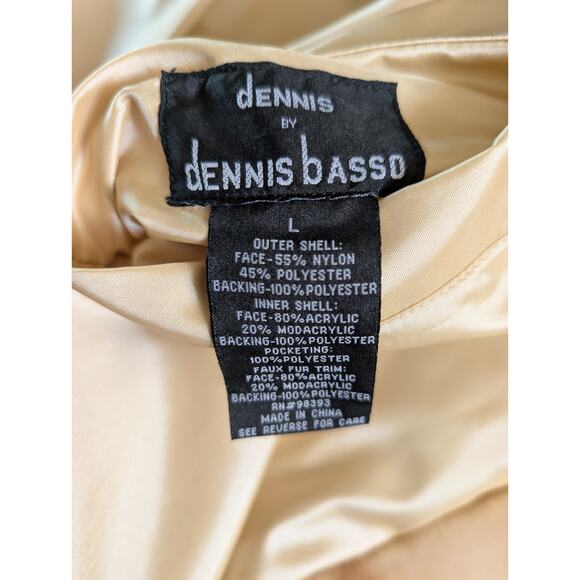 dENNIS
BY
dENNIS bASSO
L
OUTER SHELL:
FACE-55% NYLON
45% POLYESTER
BACKING-100% POLYESTER
INNER SHELL:
FACE-80% ACRYLIC
20% MODACRYLIC
BACKING-100% POLYESTER
POCKETING:
100% POLYESTER
FAUX FUR TRIM:
FACE-80% ACRYLIC
20% MODACRYLIC
BACKING-100% POLYESTER
RN#98393
MADE IN CHINA
SEE REVERSE FOR CARE